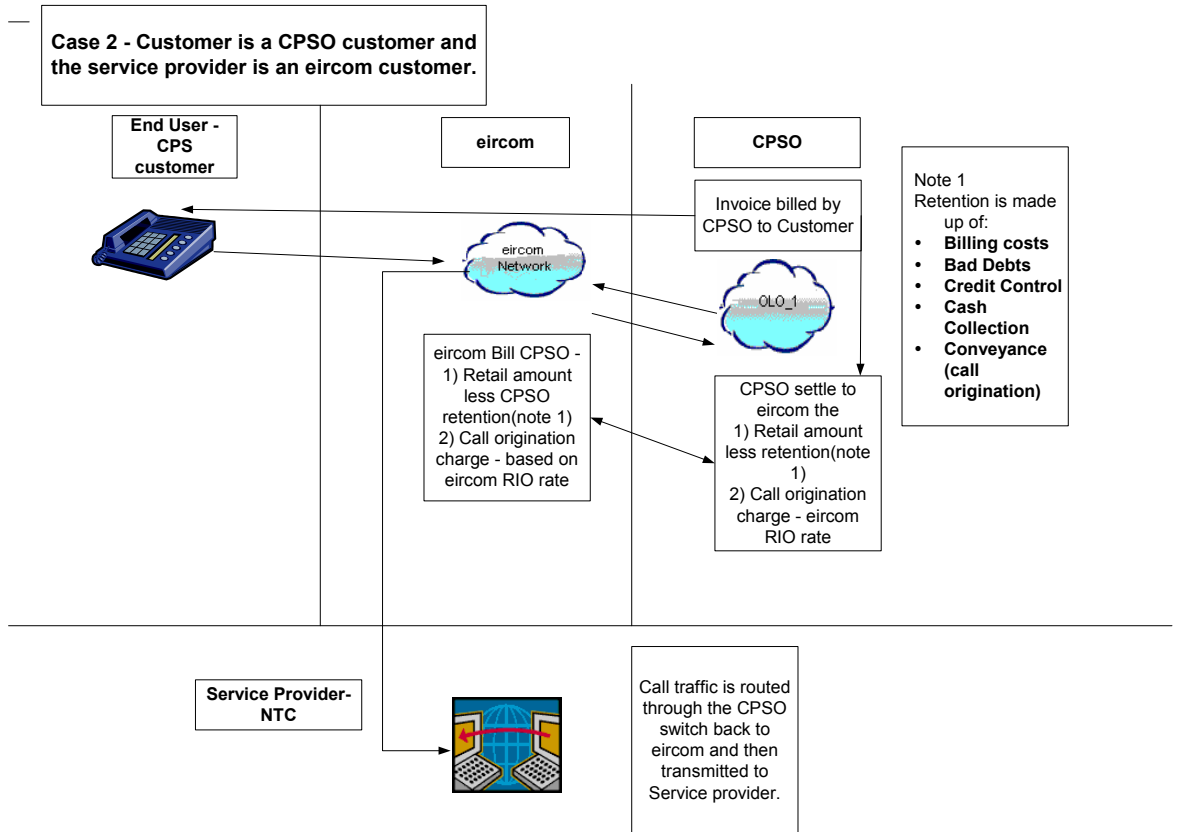 Case 2 - Customer is a CPSO customer and
the service provider is an eircom customer.
End User -
CPS
customer
eircom
CPSO
Invoice billed by
CPSO to Customer
Note 1
Retention is made
up of:
• Billing costs
• Bad Debts
• Credit Control
• Cash
Collection
• Conveyance
(call
origination)
eircom
Network
OLO_1
eircom Bill CPSO -
1) Retail amount
less CPSO
retention(note 1)
2) Call origination
charge - based on
eircom RIO rate
CPSO settle to
eircom the
1) Retail amount
less retention(note
1)
2) Call origination
charge - eircom
RIO rate
Service Provider-
NTC
Call traffic is routed
through the CPSO
switch back to
eircom and then
transmitted to
Service provider.